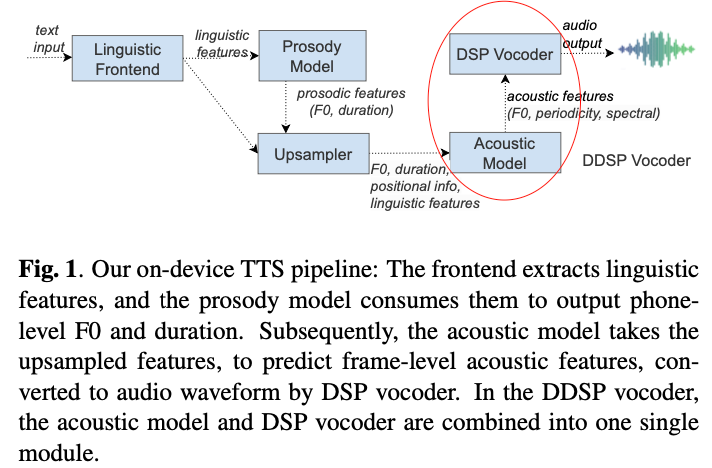 text
input
Linguistic
Frontend
linguistic
features
Prosody
Model
prosodic features
(F0, duration)
Upsampler
F0, duration,
positional info,
linguistic features
Acoustic
Model
acoustic features
(F0, periodicity, spectral)
DSP Vocoder
audio
output
DDSP Vocoder
Fig. 1. Our on-device TTS pipeline: The frontend extracts linguistic
features, and the prosody model consumes them to output phone-
level F0 and duration. Subsequently, the acoustic model takes the
upsampled features, to predict frame-level acoustic features, con-
verted to audio waveform by DSP vocoder. In the DDSP vocoder,
the acoustic model and DSP vocoder are combined into one single
module.